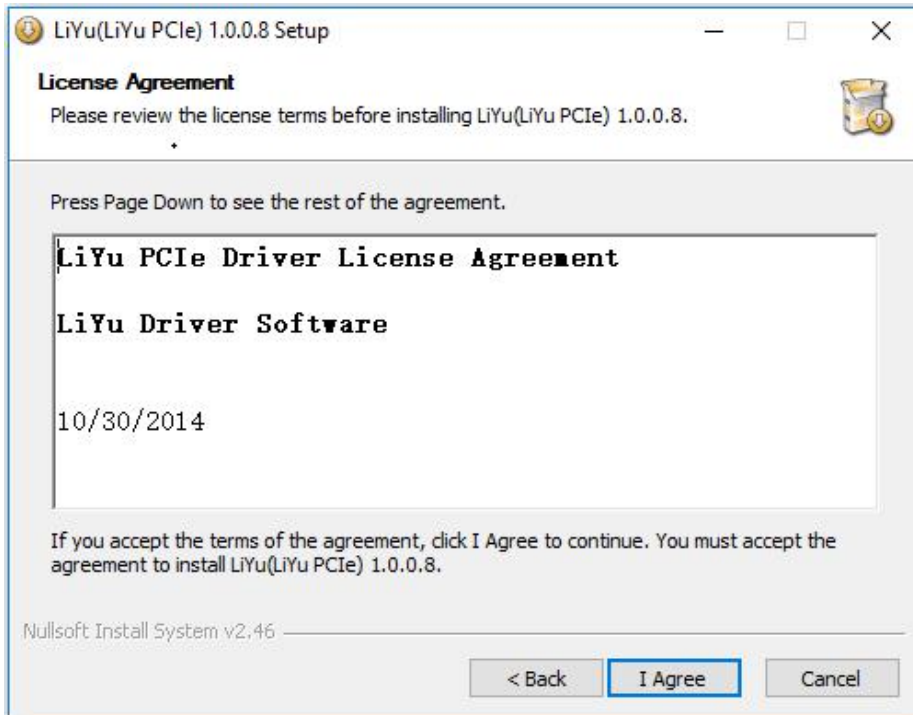 LiYu(LiYu PCIe) 1.0.0.8 Setup
License Agreement
Please review the license terms before installing LiYu(LiYu PCIe) 1.0.0.8.
Press Page Down to see the rest of the agreement.
LiYu PCIe Driver License Agreement
LiYu Driver Software
10/30/2014
If you accept the terms of the agreement, click I Agree to continue. You must accept the
agreement to install LiYu(LiYu PCIe) 1.0.0.8.
Nullsoft Install System v2.46
< Back
I Agree
Cancel